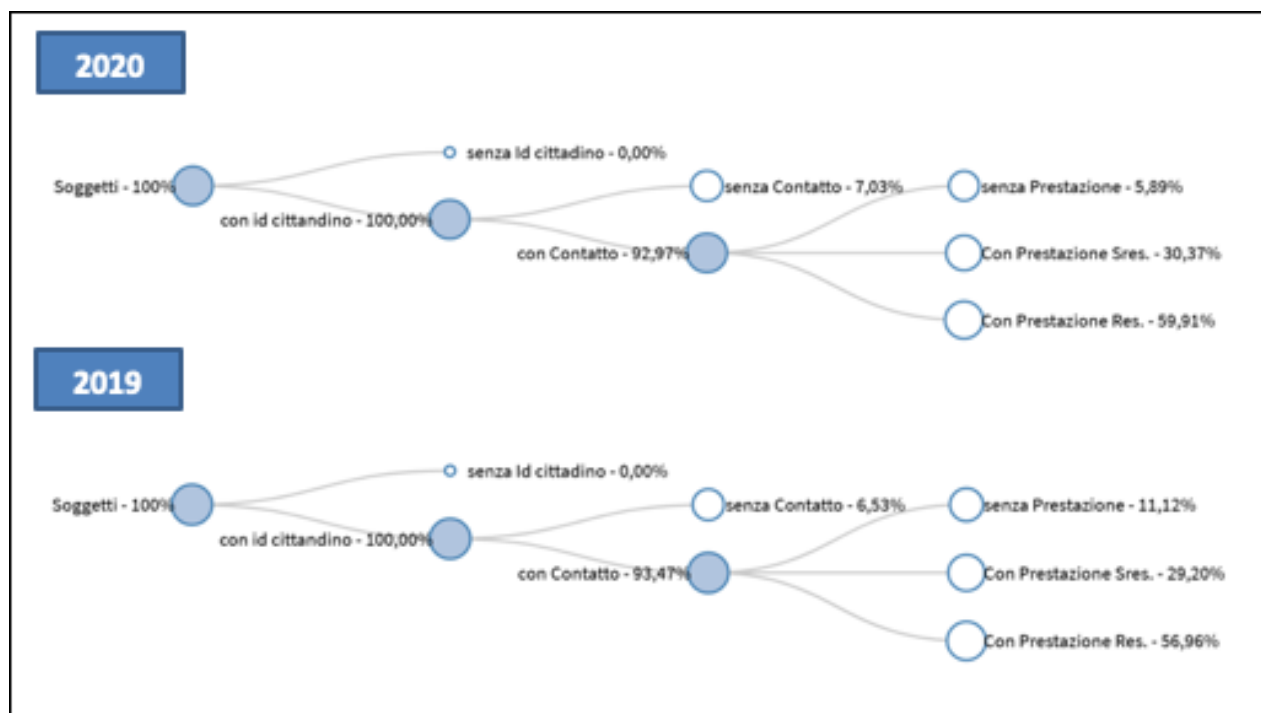 2020
senza Id cittadino - 0,00%
Soggetti - 100%
senza Contatto - 7,03%
senza Prestazione - 5,89%
con id cittandino - 100,00%
con Contatto - 92,97%
Con Prestazione Sres. - 30,37%
Con Prestazione Res. - 59,91%
2019
senza Id cittadino - 0,00%
Soggetti - 100%
senza Contatto - 6,53%
senza Prestazione - 11,12%
con id cittandino - 100,00%
con Contatto - 93,47%
Con Prestazione Sres. - 29,20%
Con Prestazione Res. - 56,96%